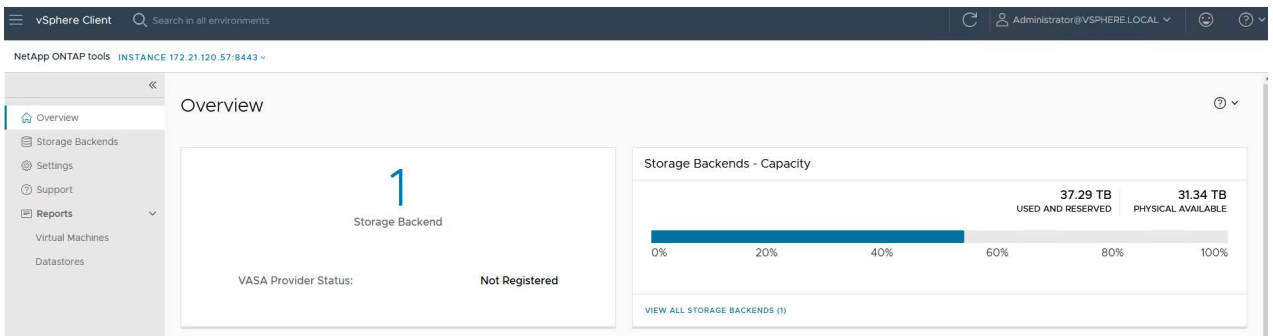 vSphere Client Search in all environments Administrator@VSPHERE.LOCAL
NetApp ONTAP tools INSTANCE 172.21.120.57:8443
Overview
Storage Backends
Settings
Support
Reports
Virtual Machines
Datastores
Overview
1
Storage Backend
VASA Provider Status: Not Registered
Storage Backends - Capacity
37.29 TB 31.34 TB
USED AND RESERVED PHYSICAL AVAILABLE
0% 20% 40% 60% 80% 100%
VIEW ALL STORAGE BACKENDS (1)